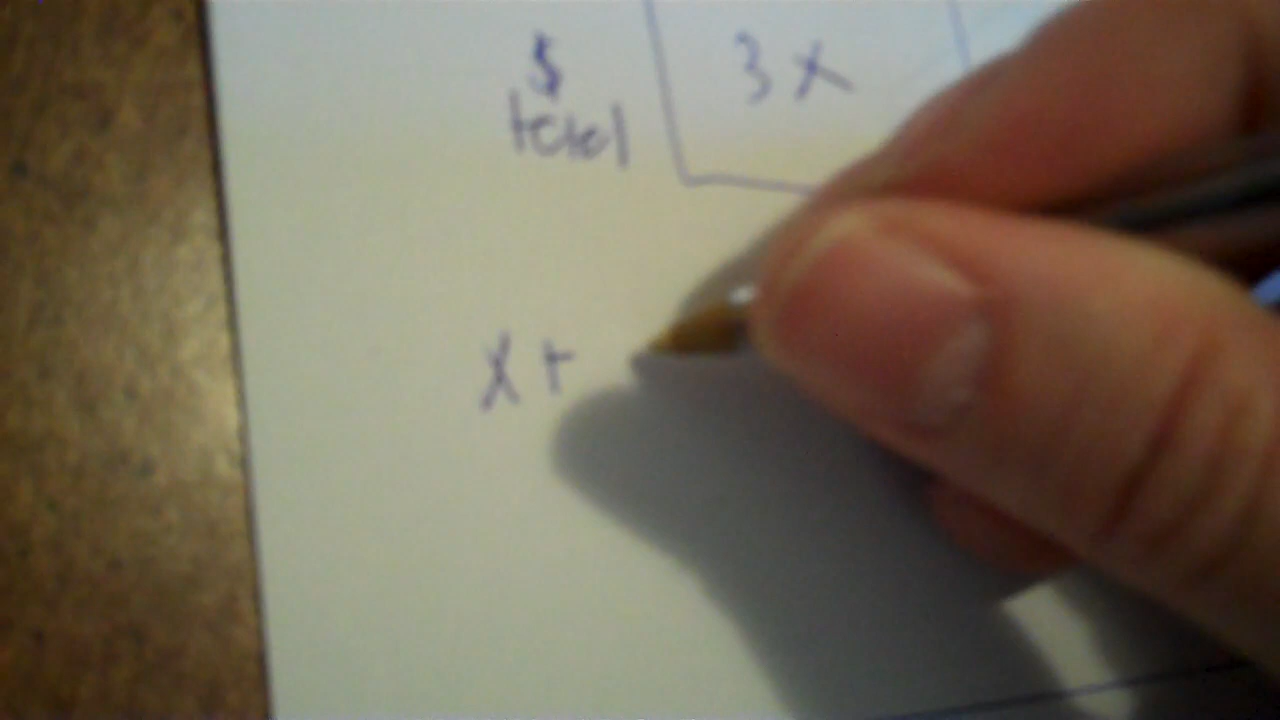 $ 3x
total
x+